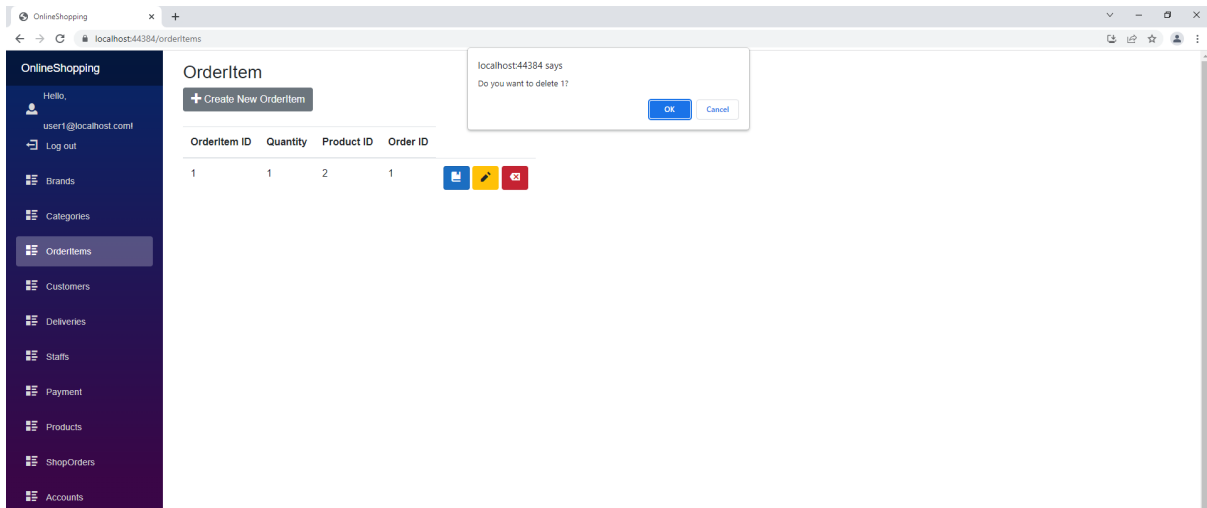 OnlineShopping
localhost:44384/orderItems
OnlineShopping
Hello,
user1@localhost.com!
Log out
Brands
Categories
OrderItems
Customers
Deliveries
Staffs
Payment
Products
ShopOrders
Accounts
OrderItem
Create New OrderItem
OrderItem ID Quantity Product ID Order ID
1 1 2 1
localhost:44384 says
Do you want to delete 1?
OK Cancel